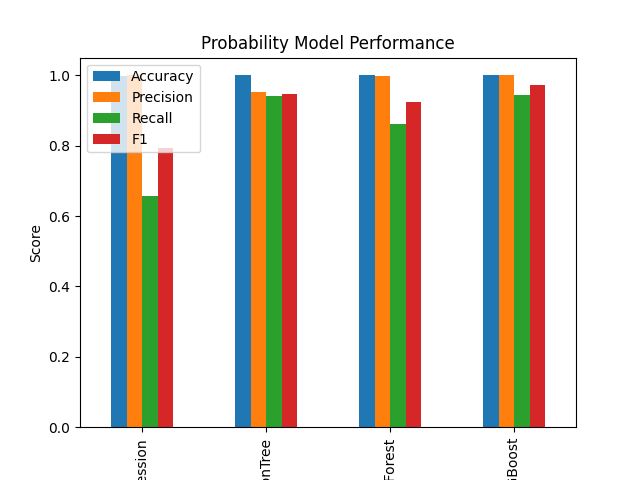 Probability Model Performance
Accuracy
Precision
Recall
F1
Score
1.0
0.8
0.6
0.4
0.2
0.0
ession
onTree
Forest
Boost